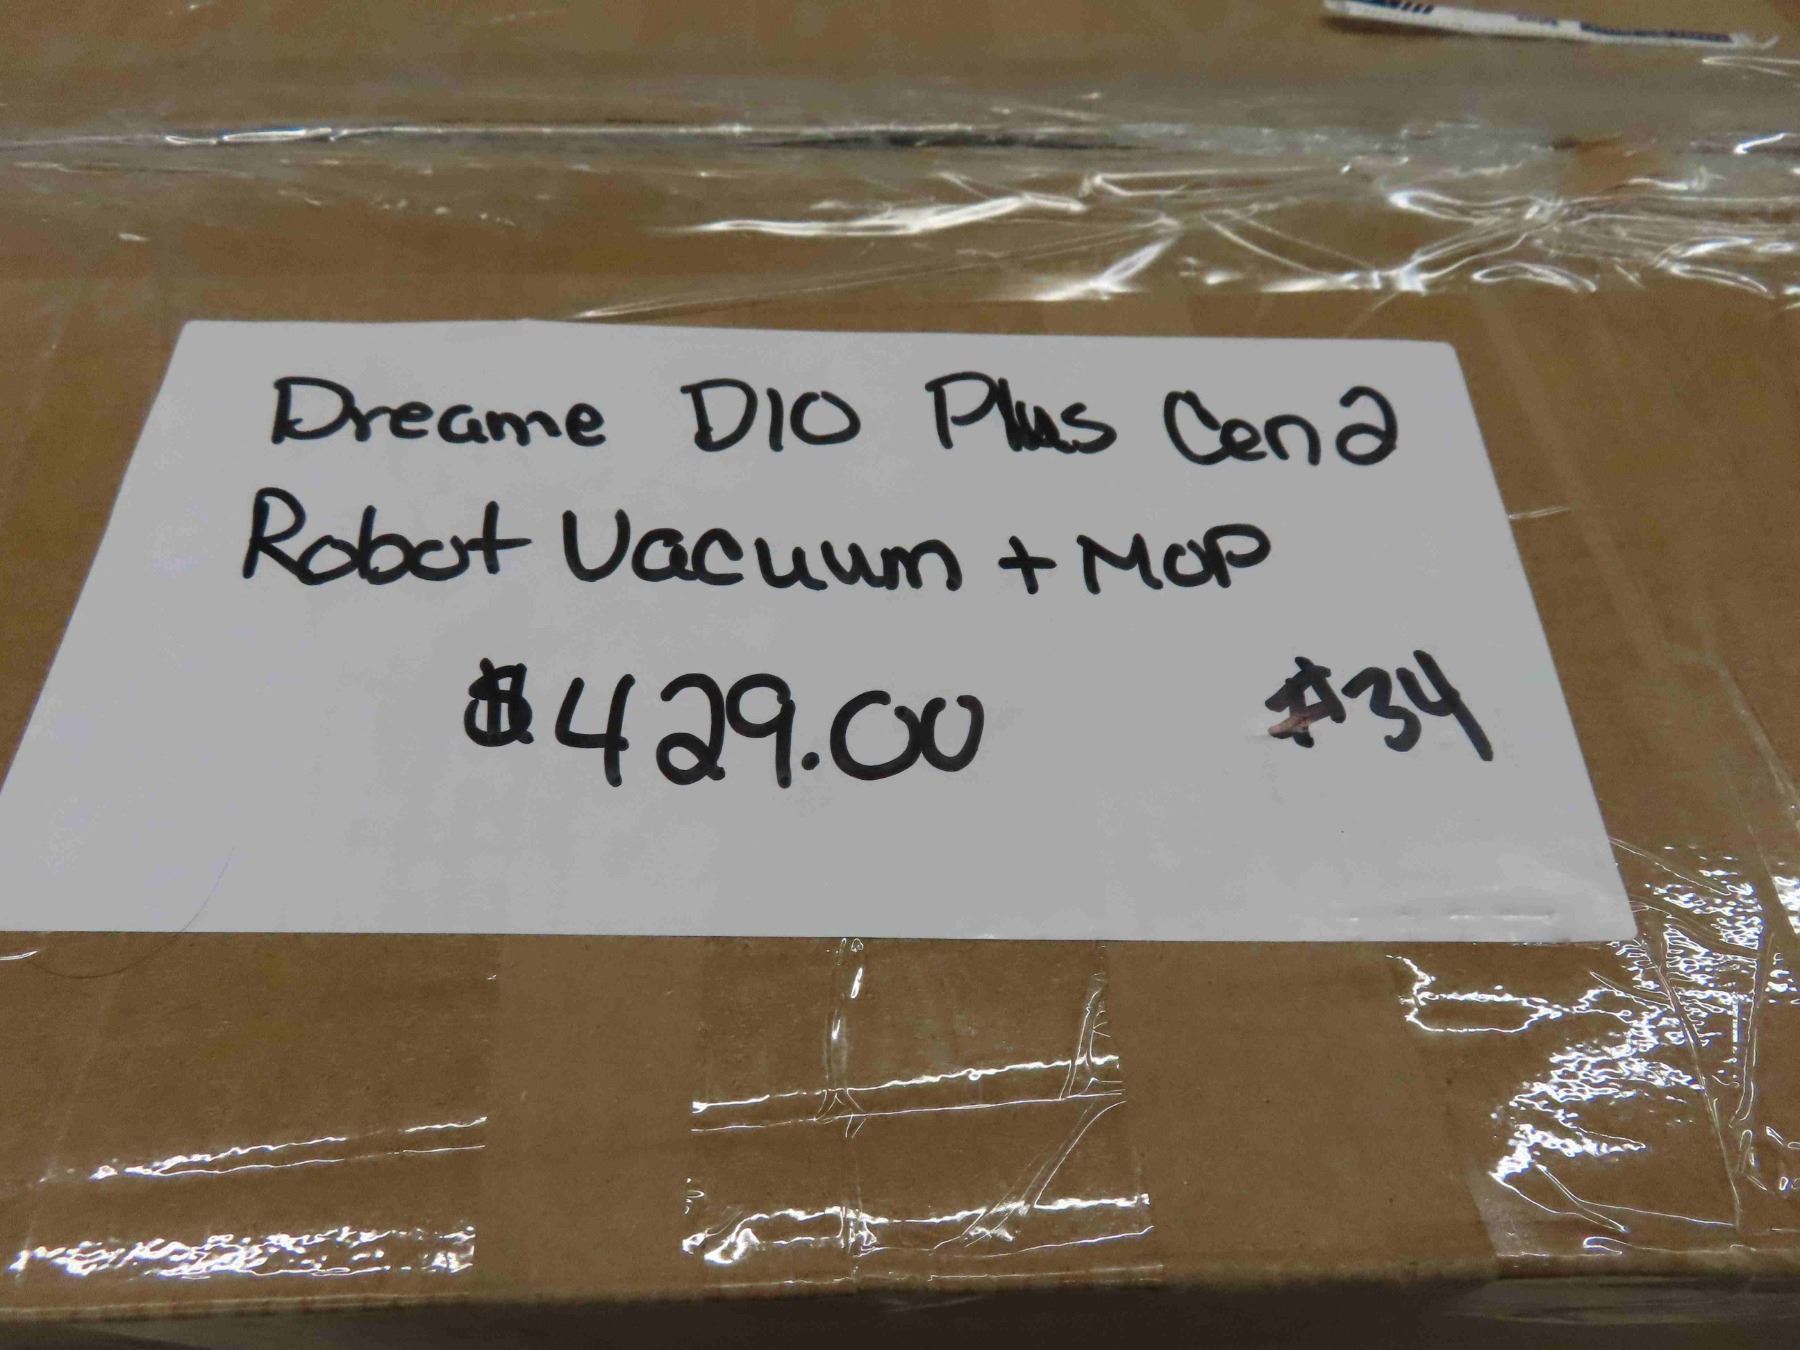 Dreame D10 Plus Gen 2
Robot Vacuum + MOP
$429.00 #34